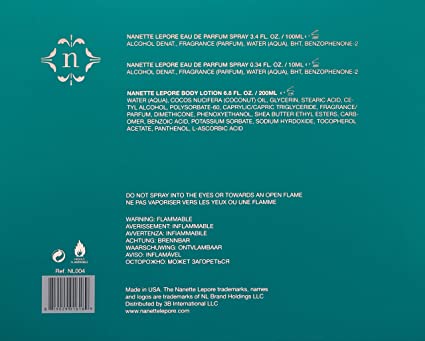 n
NANETTE LEPORE EAU DE PARFUM SPRAY 3.4 FL. OZ. / 100ML
ALCOHOL DENAT., FRAGRANCE (PARFUM), WATER (AQUA), BHT, BENZOPHENONE-2
NANETTE LEPORE EAU DE PARFUM SPRAY 0.34 FL. OZ. / 10ML
ALCOHOL DENAT., FRAGRANCE (PARFUM), WATER (AQUA), BHT, BENZOPHENONE-2
NANETTE LEPORE BODY LOTION 6.8 FL. OZ. / 200ML
WATER (AQUA), COCOS NUCIFERA (COCONUT) OIL, GLYCERIN, STEARIC ACID, CE-
TYL ALCOHOL, POLYSORBATE-60, CAPRYLIC/CAPRIC TRIGLYCERIDE, FRAGRANCE/
PARFUM, DIMETHICONE, PHENOXYETHANOL, SHEA BUTTER ETHYL ESTERS, CARB-
OMER, BENZOIC ACID, POTASSIUM SORBATE, SODIUM HYRDOXIDE, TOCOPHEROL
ACETATE, PANTHENOL, L-ASCORBIC ACID
DO NOT SPRAY INTO THE EYES OR TOWARDS AN OPEN FLAME
NE PAS VAPORISER VERS LES YEUX OU UNE FLAMME
WARNING: FLAMMABLE
AVERISSEMENT: INFLAMMABLE
AVVERTENZA: INFIAMMABILE
ACHTUNG: BRENNBAR
WAARSCHUWING: ONTVLAMBAAR
AVISO: INFLAMÁVEL
ОСТОРОЖНО: МОЖЕТ ЗАГОРЕТЬСЯ
Ref. NL004
Made in USA. The Nanette Lepore trademarks, names
and logos are trademarks of NL Brand Holdings LLC
Distributed by 3B International LLC
www.nanettelepore.com